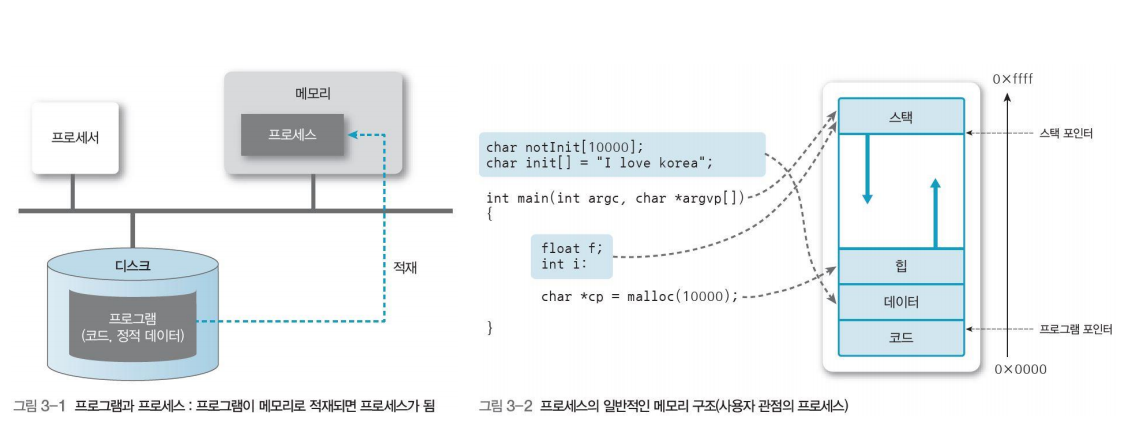 메모리
프로세서
프로세스
디스크
적재
프로그램
(코드, 정적 데이터)
그림 3-1 프로그램과 프로세스 : 프로그램이 메모리로 적재되면 프로세스가 됨
char notInit[10000];
char init[] = "I love korea";
int main(int argc, char *argvp[])
{
float f;
int i:
char *cp = malloc(10000);
}
0×ffff
스택
스택 포인터
힙
데이터
프로그램 포인터
코드
0×0000
그림 3-2 프로세스의 일반적인 메모리 구조(사용자 관점의 프로세스)